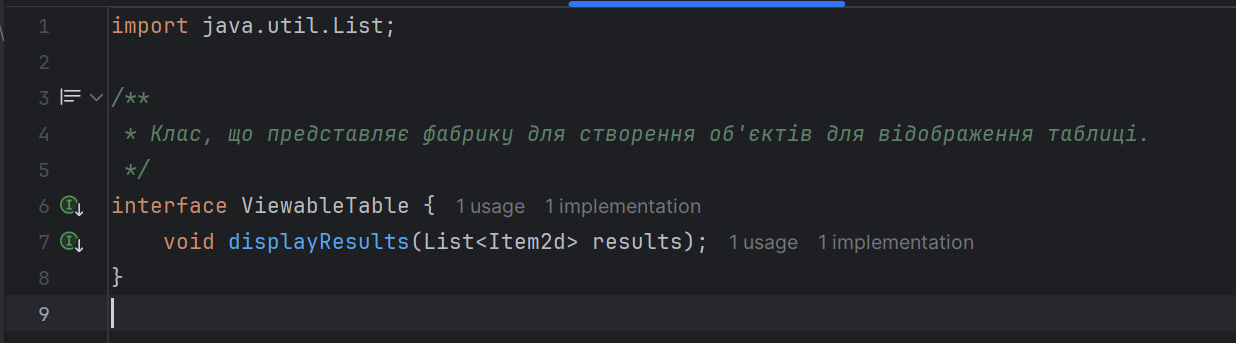 1 import java.util.List;
2
3 /**
4 * Клас, що представляє фабрику для створення об'єктів для відображення таблиці.
5 */
6 interface ViewableTable { 1 usage 1 implementation
7 void displayResults(List<Item2d> results); 1 usage 1 implementation
8 }
9